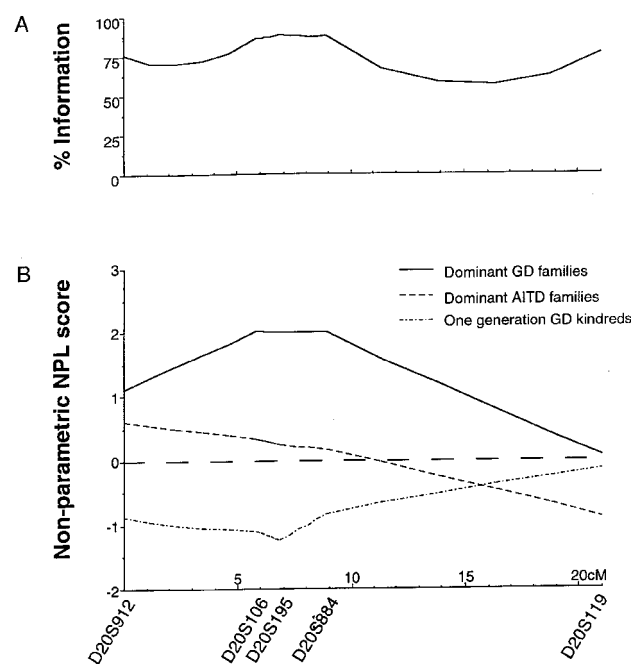 A
% Information
100
75
50
25
0
B
Non-parametric NPL score
3
2
1
0
-1
-2
Dominant GD families
Dominant AITD families
One generation GD kindreds
5
10
15
20cM
D20S912
D20S106
D20S195
D20S884
D20S119